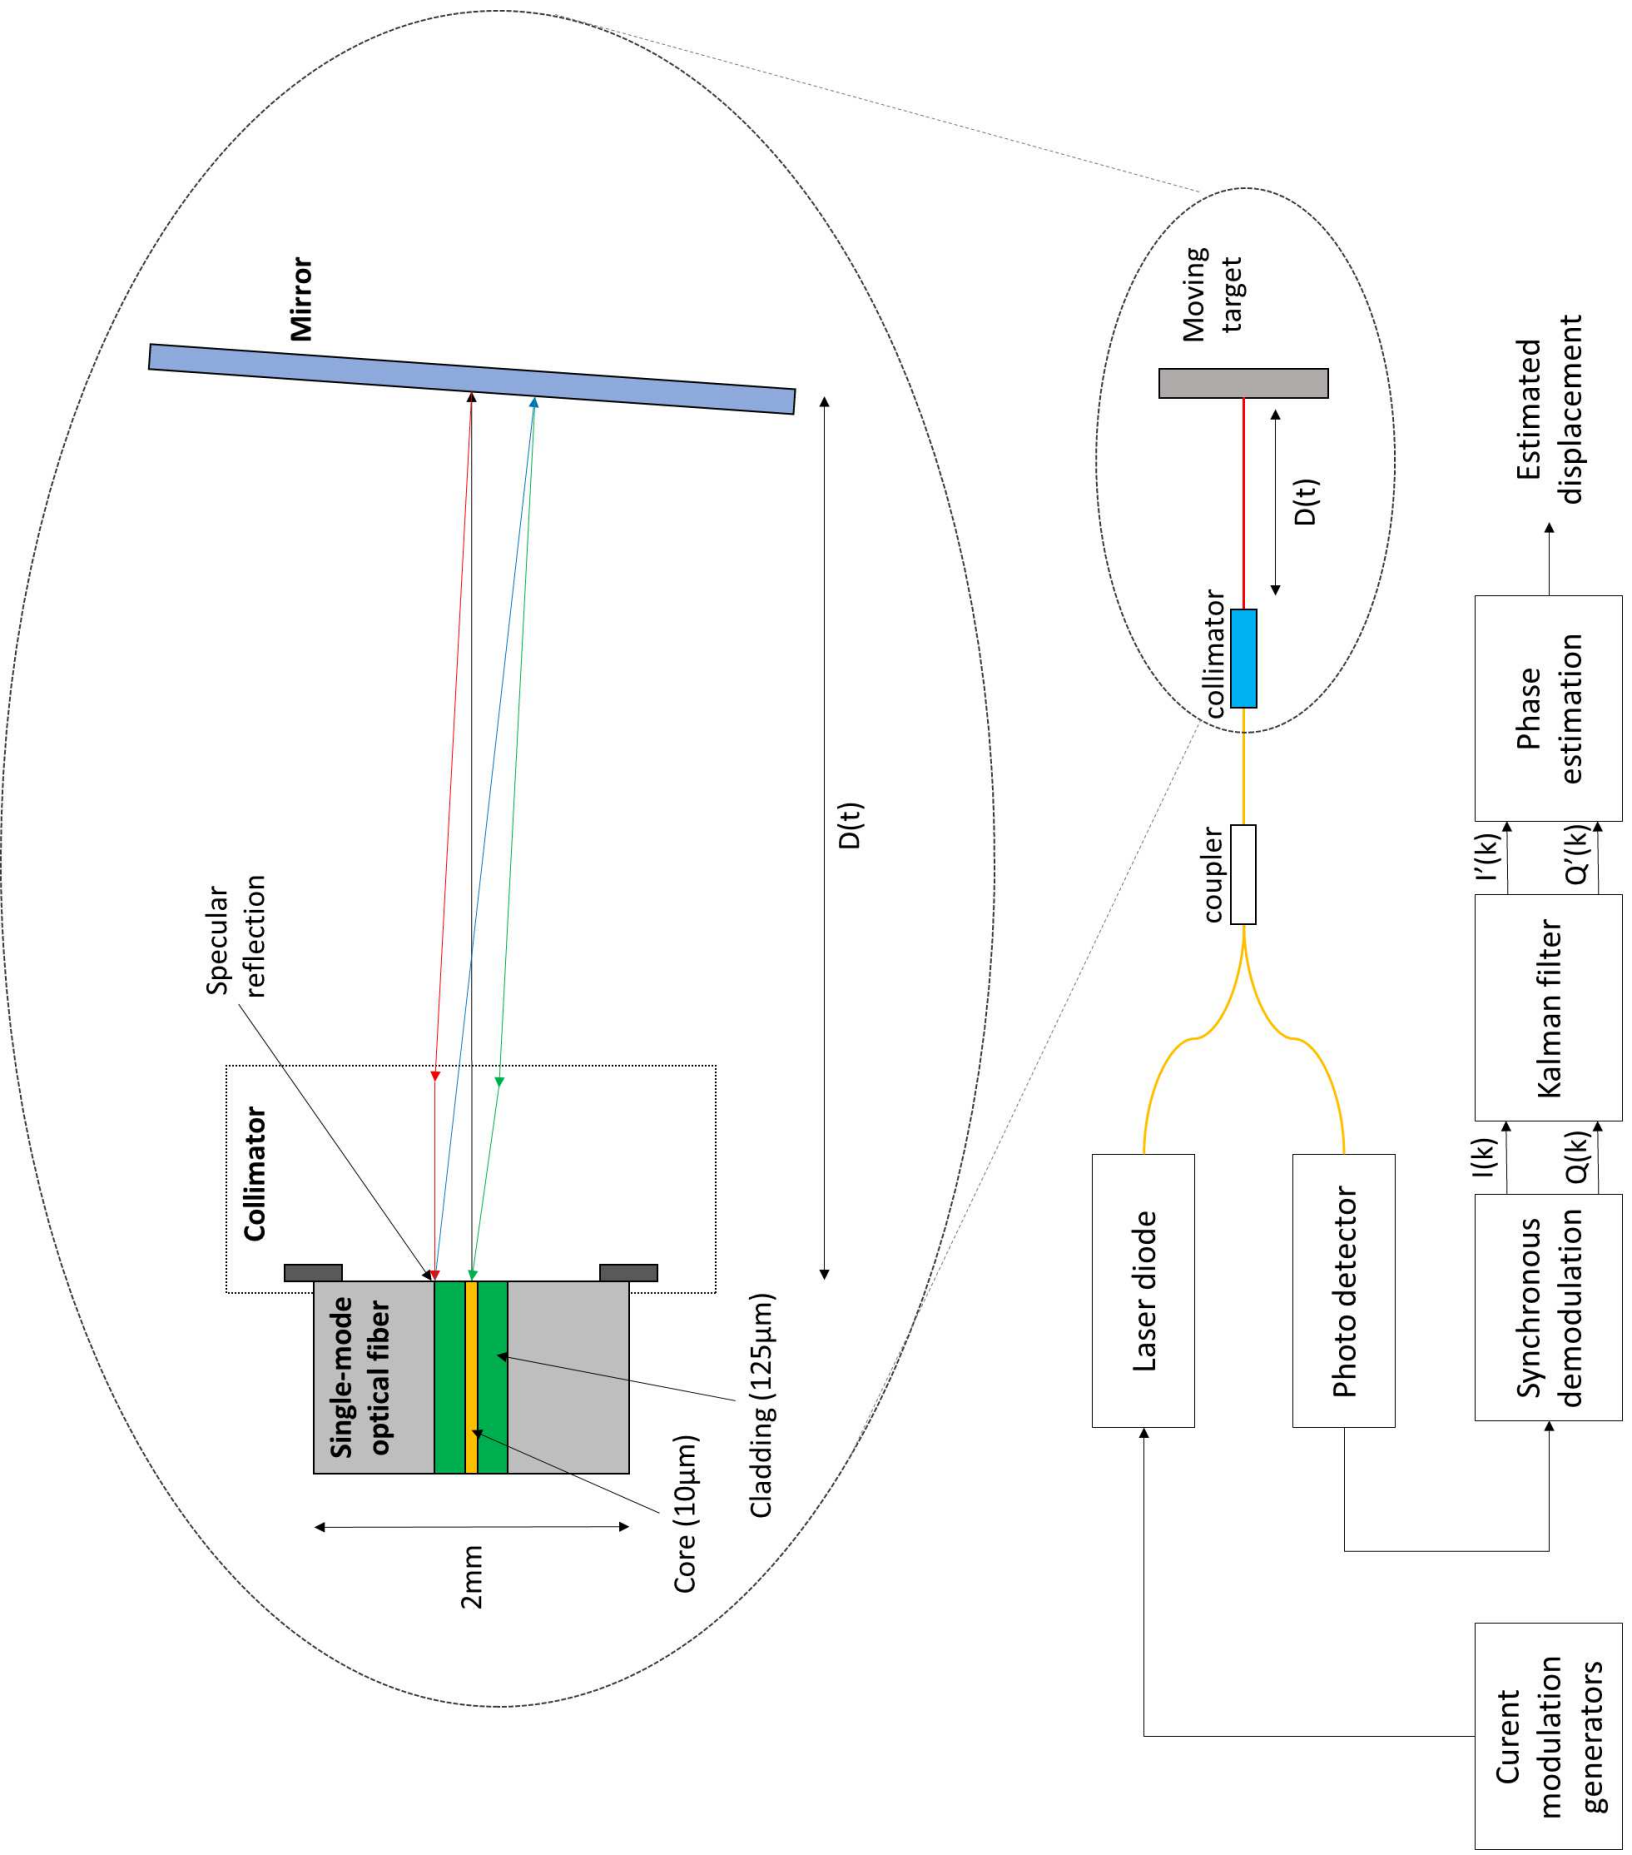 Specular
reflection
Collimator
Mirror
Single-mode
optical fiber
2mm
D(t)
Core (10µm)
Cladding (125µm)
Moving
target
collimator
coupler
D(t)
Laser diode
Photo detector
Curent
modulation
generators
Synchronous
demodulation
I(k)
Q(k)
Kalman filter
I’(k)
Q’(k)
Phase
estimation
Estimated
displacement